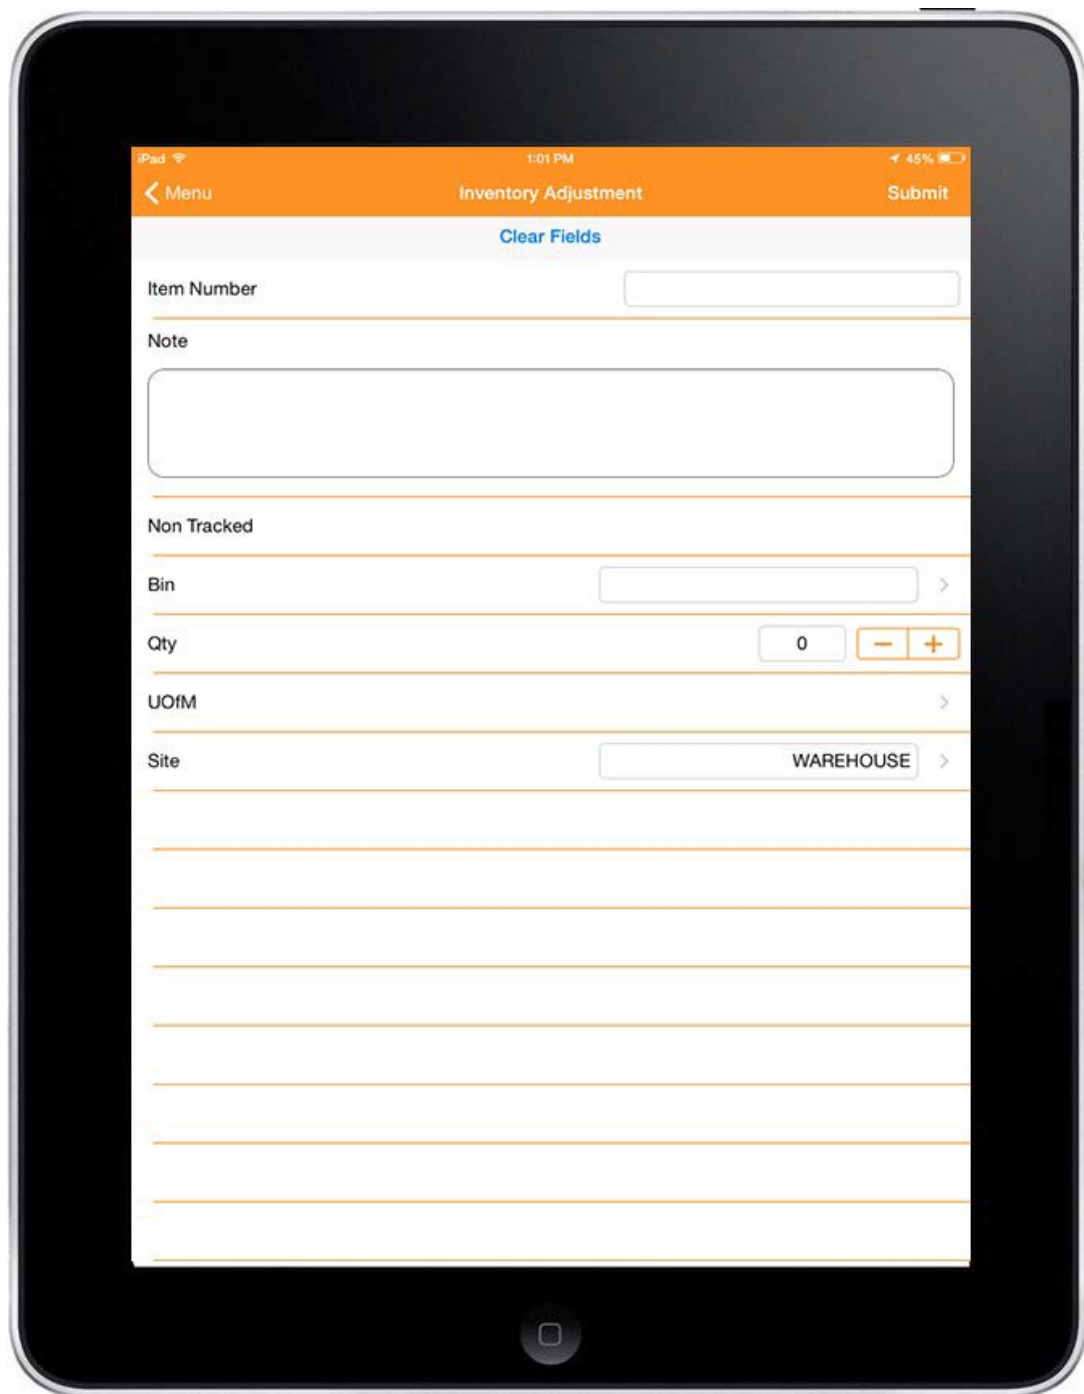 iPad 1:01 PM 45%
Menu Inventory Adjustment Submit
Clear Fields
Item Number
Note
Non Tracked
Bin
Qty 0 − +
UOfM
Site WAREHOUSE